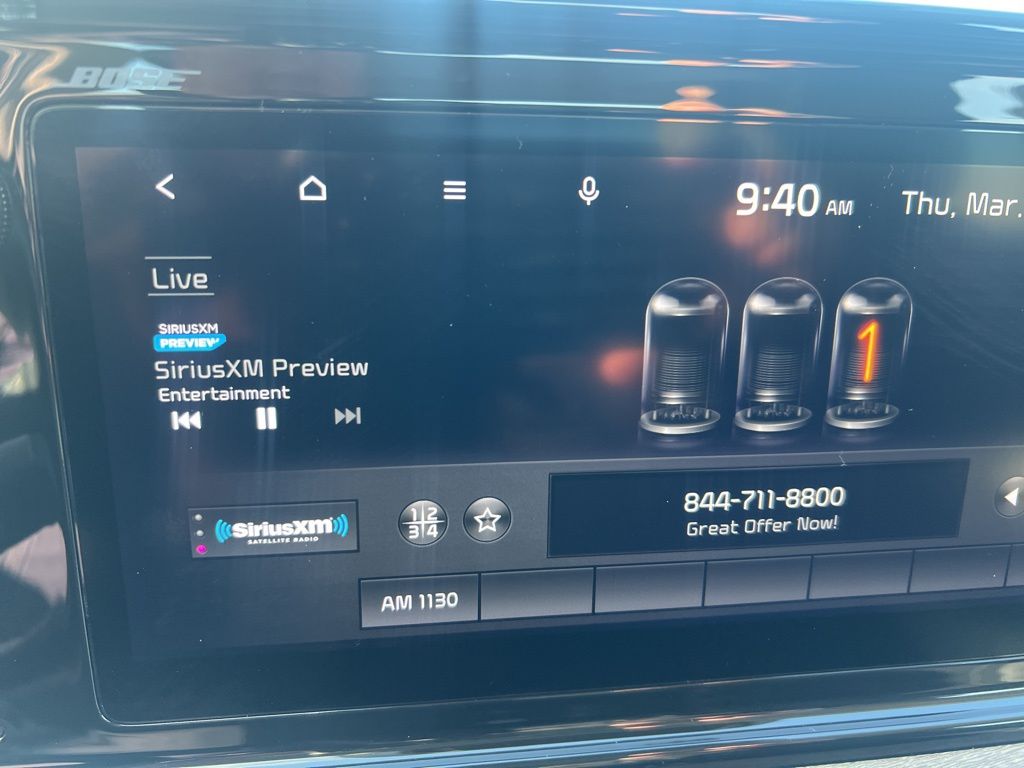 BOSE
9:40 AM
Thu, Mar.
Live
SIRIUSXM
PREVIEW
SiriusXM Preview
Entertainment
1
SiriusXM
SATELLITE RADIO
1 2
3 4
844-711-8800
Great Offer Now!
AM 1130